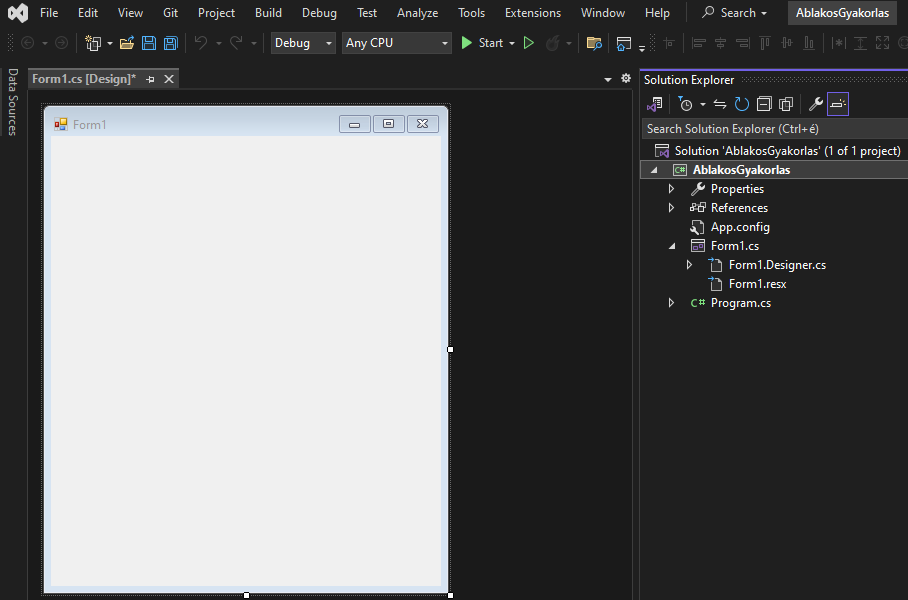 File Edit View Git Project Build Debug Test Analyze Tools Extensions Window Help Search AblakosGyakorlas
Debug Any CPU Start
Data Sources
Form1.cs [Design]*
Form1
Solution Explorer
Search Solution Explorer (Ctrl+é)
Solution 'AblakosGyakorlas' (1 of 1 project)
C# AblakosGyakorlas
Properties
References
App.config
Form1.cs
Form1.Designer.cs
Form1.resx
C# Program.cs